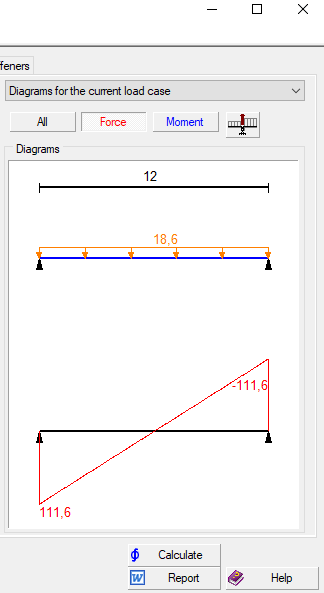 feners
Diagrams for the current load case
All Force Moment
Diagrams
12
18,6
-111,6
111,6
Calculate
Report Help